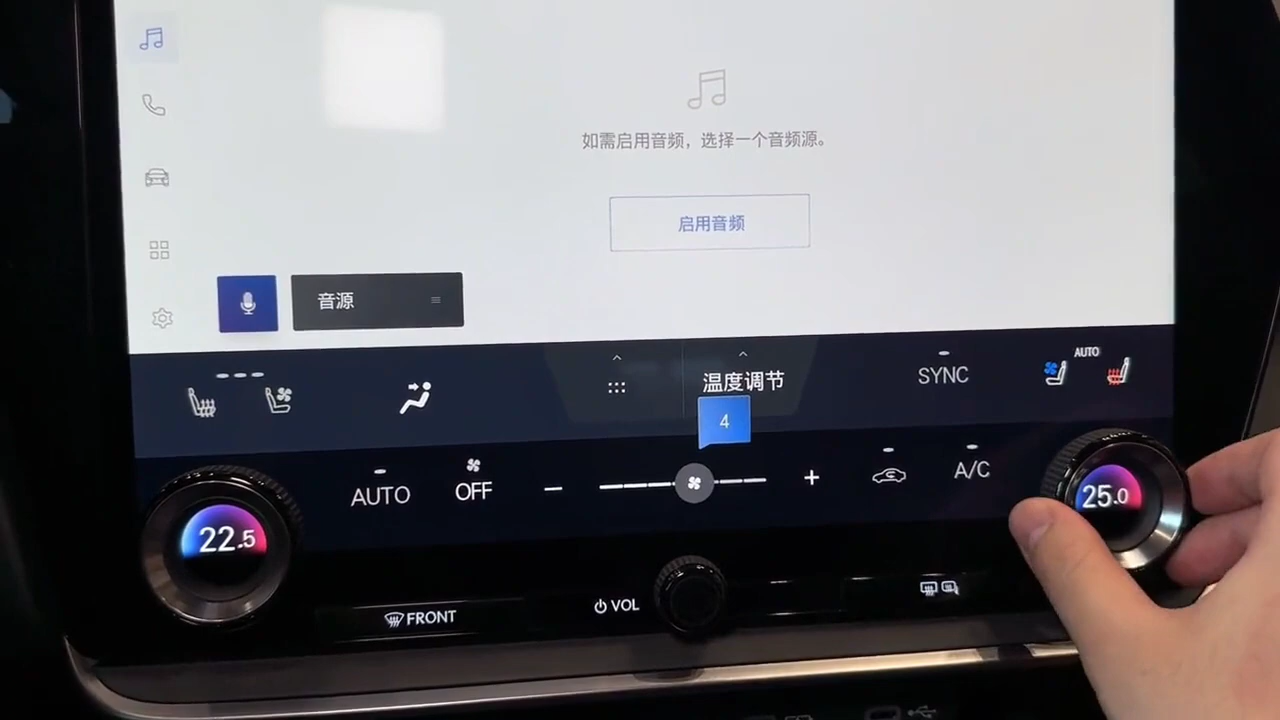 如需启用音频，选择一个音频源。
启用音频
音源
温度调节
SYNC
AUTO
4
AUTO
OFF
A/C
22.5
25.0
FRONT
VOL